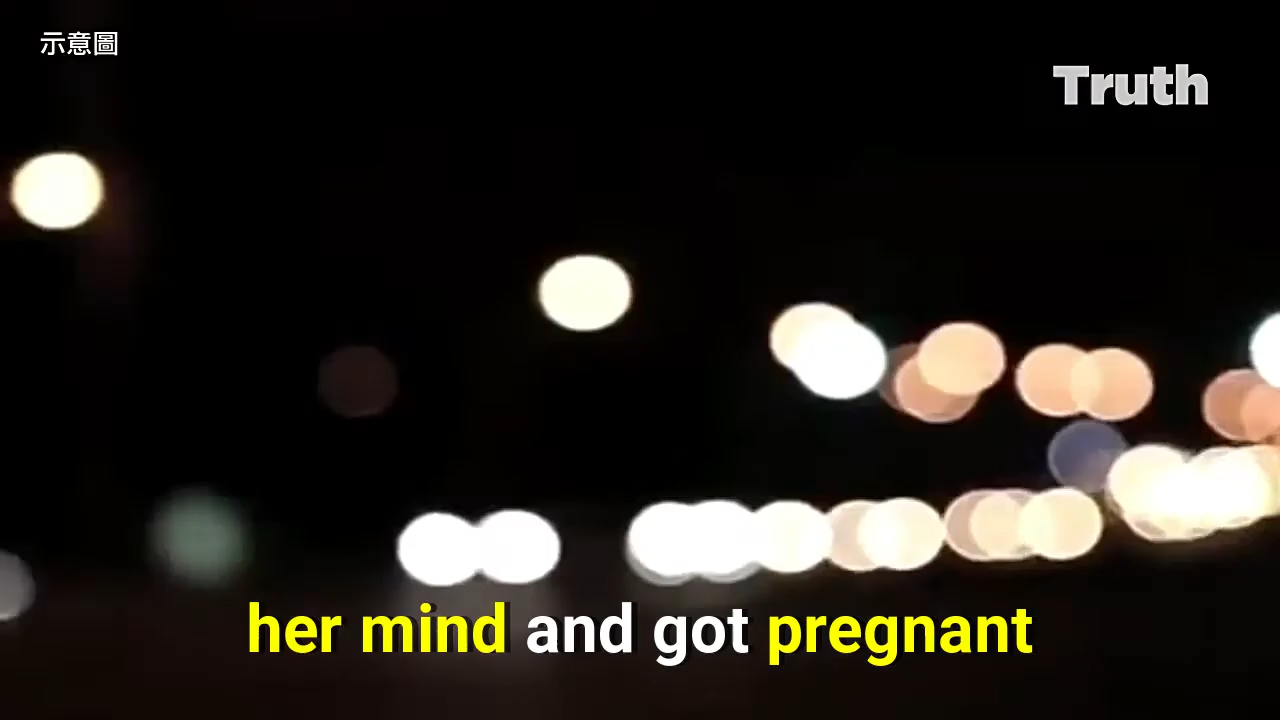 示意圖
Truth
her mind and got pregnant